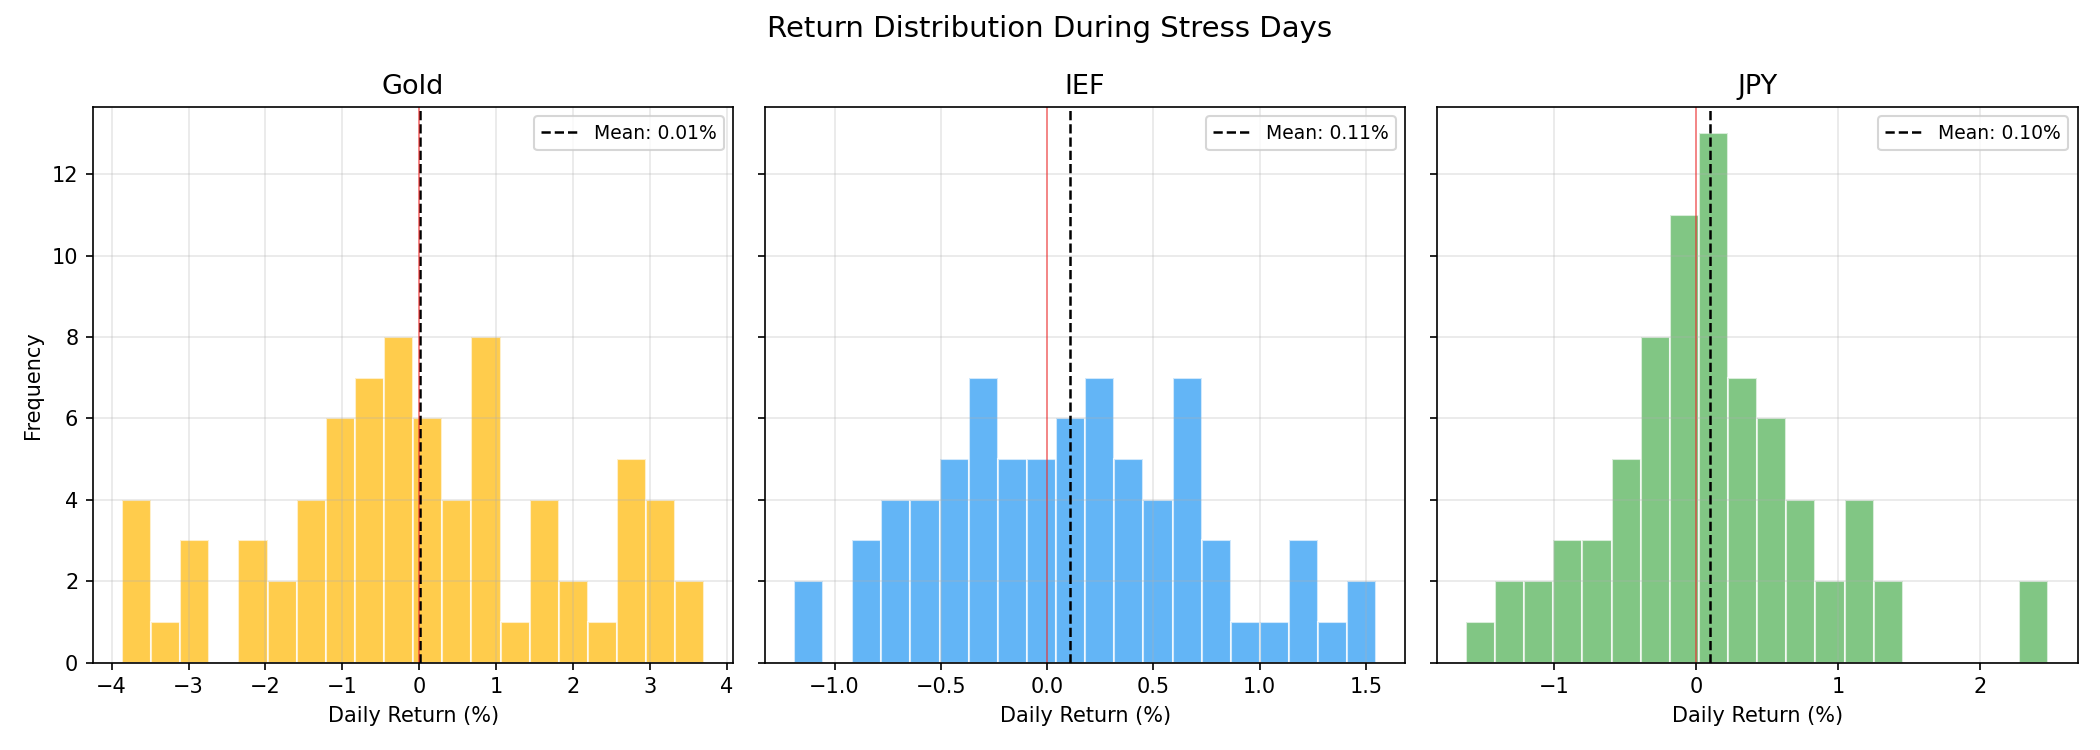 Return Distribution During Stress Days
Gold
IEF
JPY
Mean: 0.01%
Mean: 0.11%
Mean: 0.10%
Frequency
12
10
8
6
4
2
0
−4 −3 −2 −1 0 1 2 3 4
−1.0 −0.5 0.0 0.5 1.0 1.5
−1 0 1 2
Daily Return (%)
Daily Return (%)
Daily Return (%)